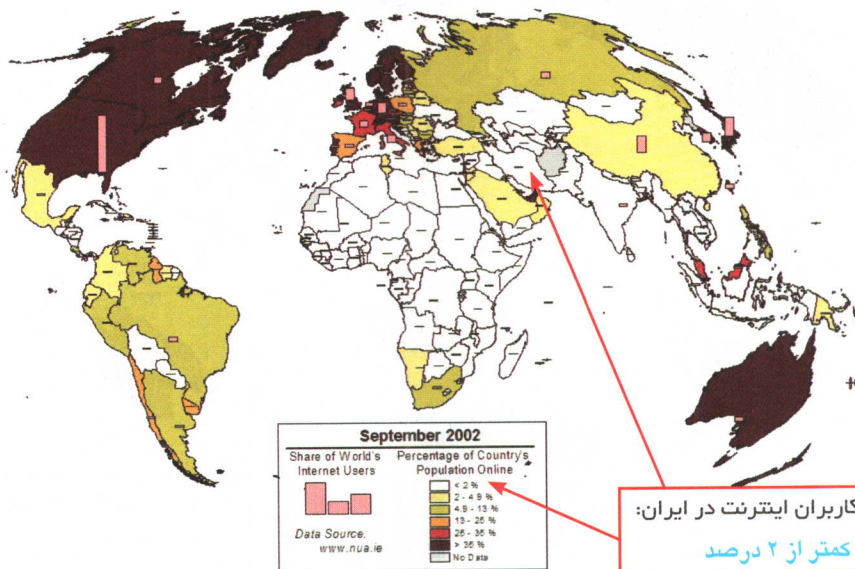 September 2002
Share of World's
Internet Users
Data Source:
www.nua.ie
Percentage of Country's
Population Online
< 2 %
2 - 4.9 %
4.9 - 13 %
13 - 25 %
25 - 35 %
> 35 %
No Data
کاربران اینترنت در ایران:
کمتر از ۲ درصد